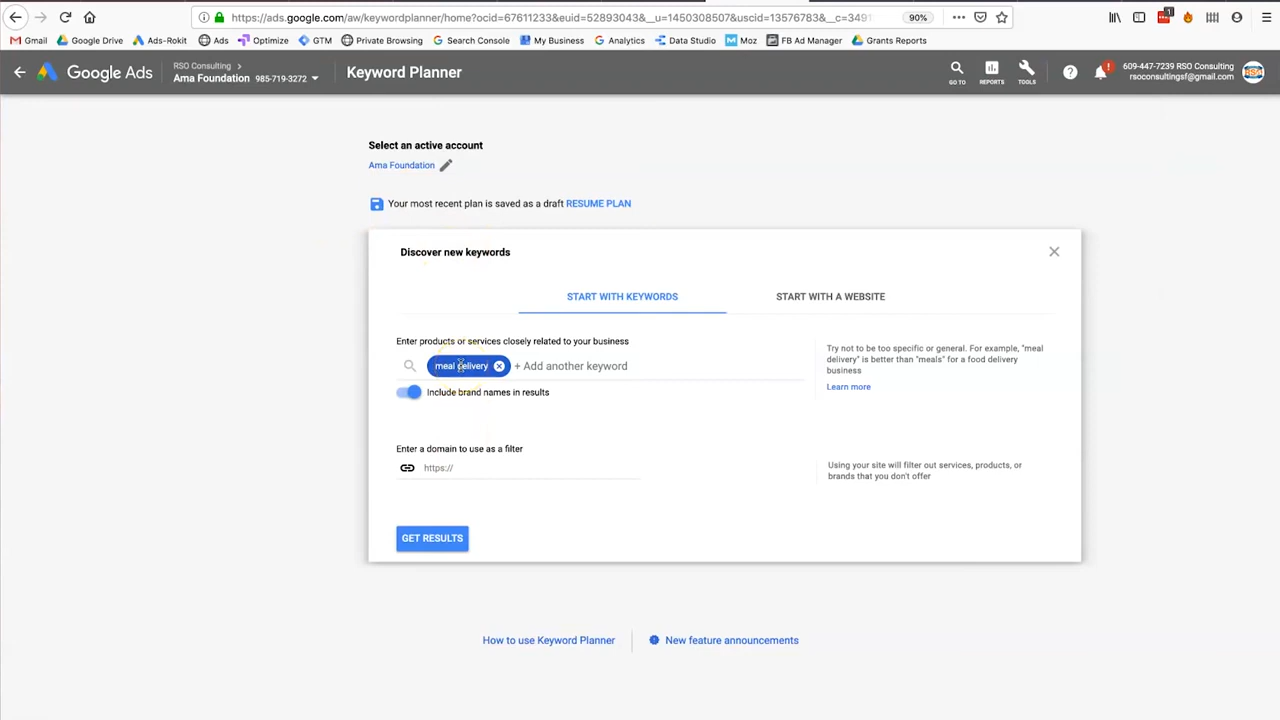 https://ads.google.com/aw/keywordplanner/home?ocid=67611233&euid=52893043&__u=1450308507&uscid=13576783&__c=3491
90%
1
Gmail Google Drive Ads-Rokit Ads Optimize GTM Private Browsing Search Console My Business Analytics Data Studio Moz FB Ad Manager Grants Reports
Google Ads
RSO Consulting
Ama Foundation 985-719-3272
Keyword Planner
GO TO
REPORTS
TOOLS
609-447-7239 RSO Consulting
rsoconsultingsf@gmail.com
Select an active account
Ama Foundation
Your most recent plan is saved as a draft RESUME PLAN
Discover new keywords
START WITH KEYWORDS START WITH A WEBSITE
Enter products or services closely related to your business
meal delivery + Add another keyword
Include brand names in results
Try not to be too specific or general. For example, "meal
delivery" is better than "meals" for a food delivery
business
Learn more
Enter a domain to use as a filter
https://
Using your site will filter out services, products, or
brands that you don't offer
GET RESULTS
How to use Keyword Planner New feature announcements